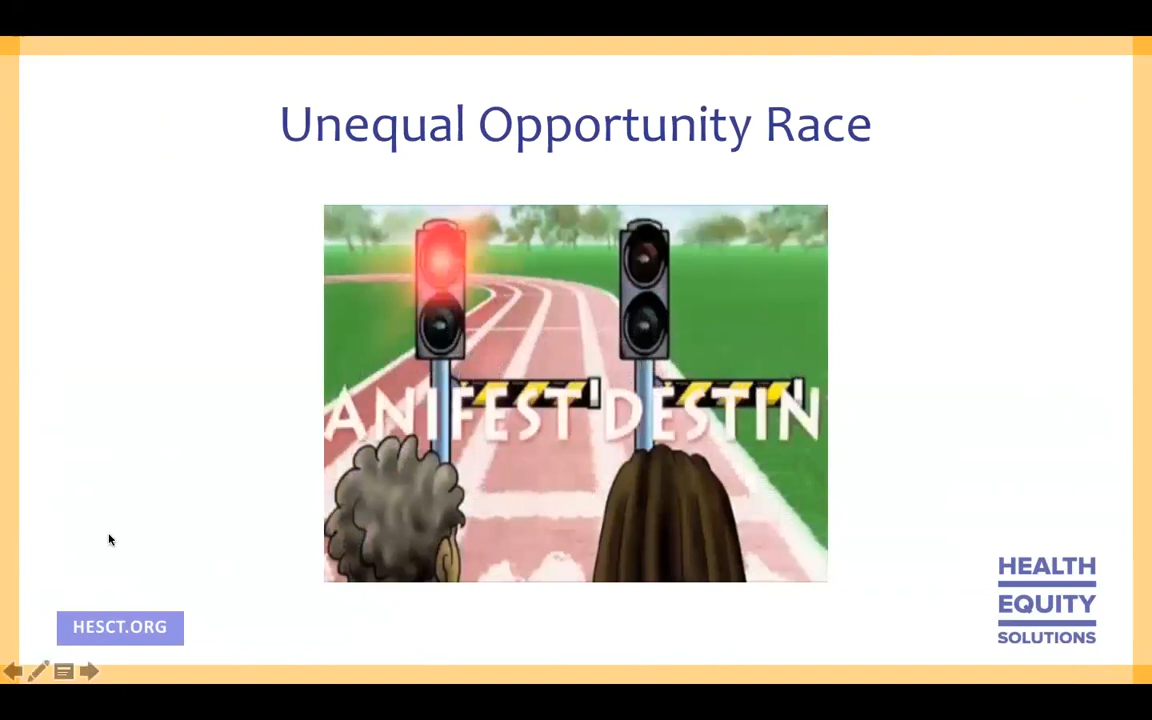 Unequal Opportunity Race
ANIFEST DESTIN
HESCT.ORG
HEALTH
EQUITY
SOLUTIONS